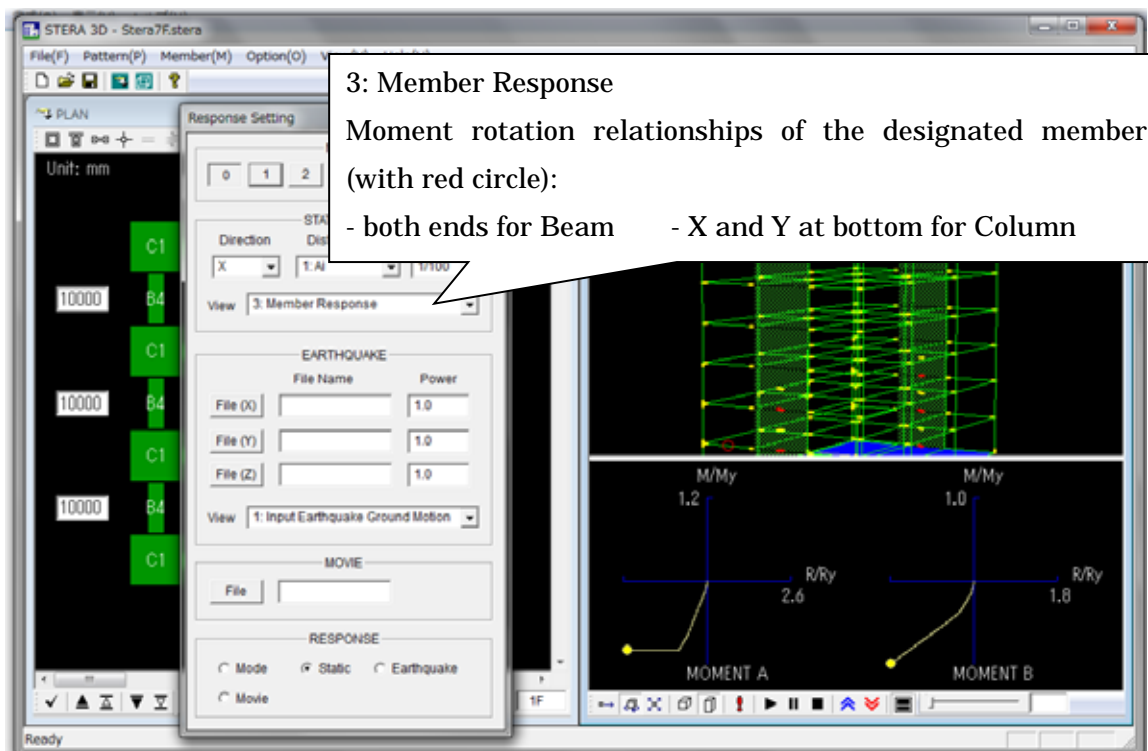 STERA 3D - Stera7F.stera
File(F) Pattern(P) Member(M) Option(O)
3: Member Response
Moment rotation relationships of the designated member
(with red circle):
- both ends for Beam - X and Y at bottom for Column
PLAN
Unit: mm
C1
10000 B4
C1
10000 B4
C1
10000 B4
C1
1F
Response Setting
0 1 2
Direction
X 1: Ai 1/100
View 3: Member Response
EARTHQUAKE
File Name Power
File (X) 1.0
File (Y) 1.0
File (Z) 1.0
View 1: Input Earthquake Ground Motion
MOVIE
File
RESPONSE
Mode Static Earthquake
Movie
M/My
1.2
R/Ry
2.6
MOMENT A
M/My
1.0
R/Ry
1.8
MOMENT B
Ready